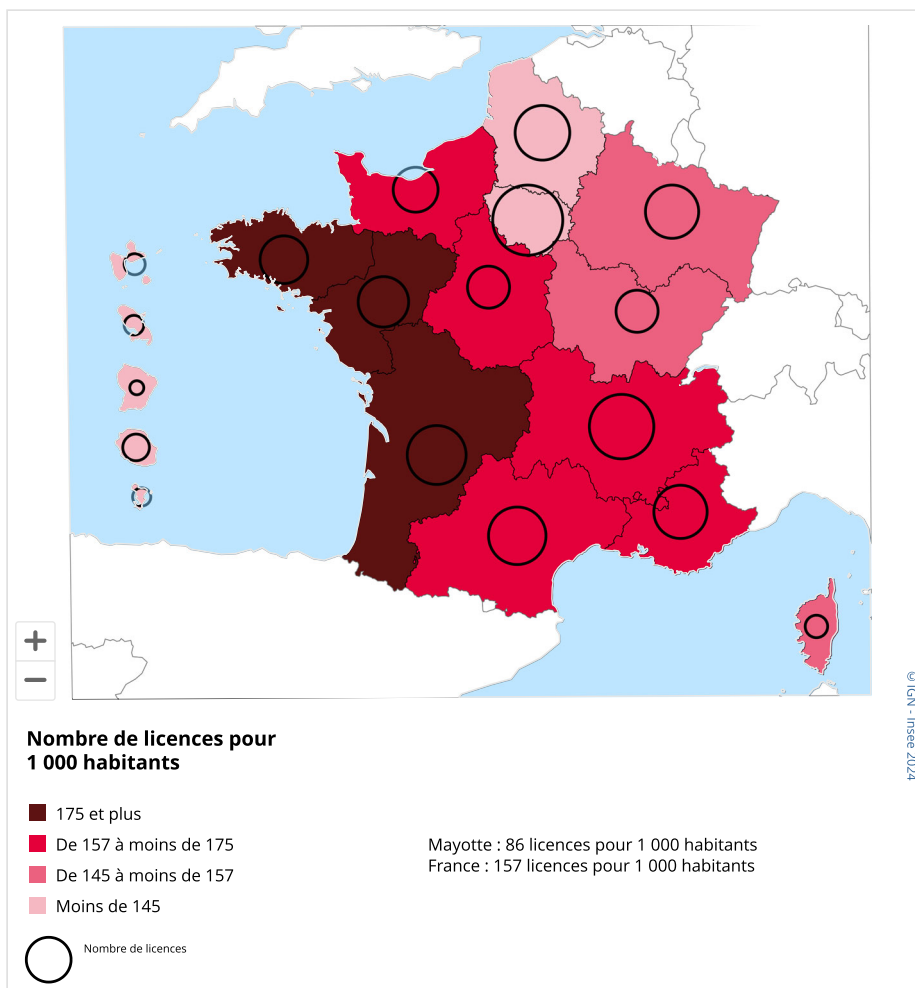 +
−
© IGN - Insee 2024
Nombre de licences pour
1 000 habitants
175 et plus
De 157 à moins de 175
De 145 à moins de 157
Moins de 145
Mayotte : 86 licences pour 1 000 habitants
France : 157 licences pour 1 000 habitants
Nombre de licences